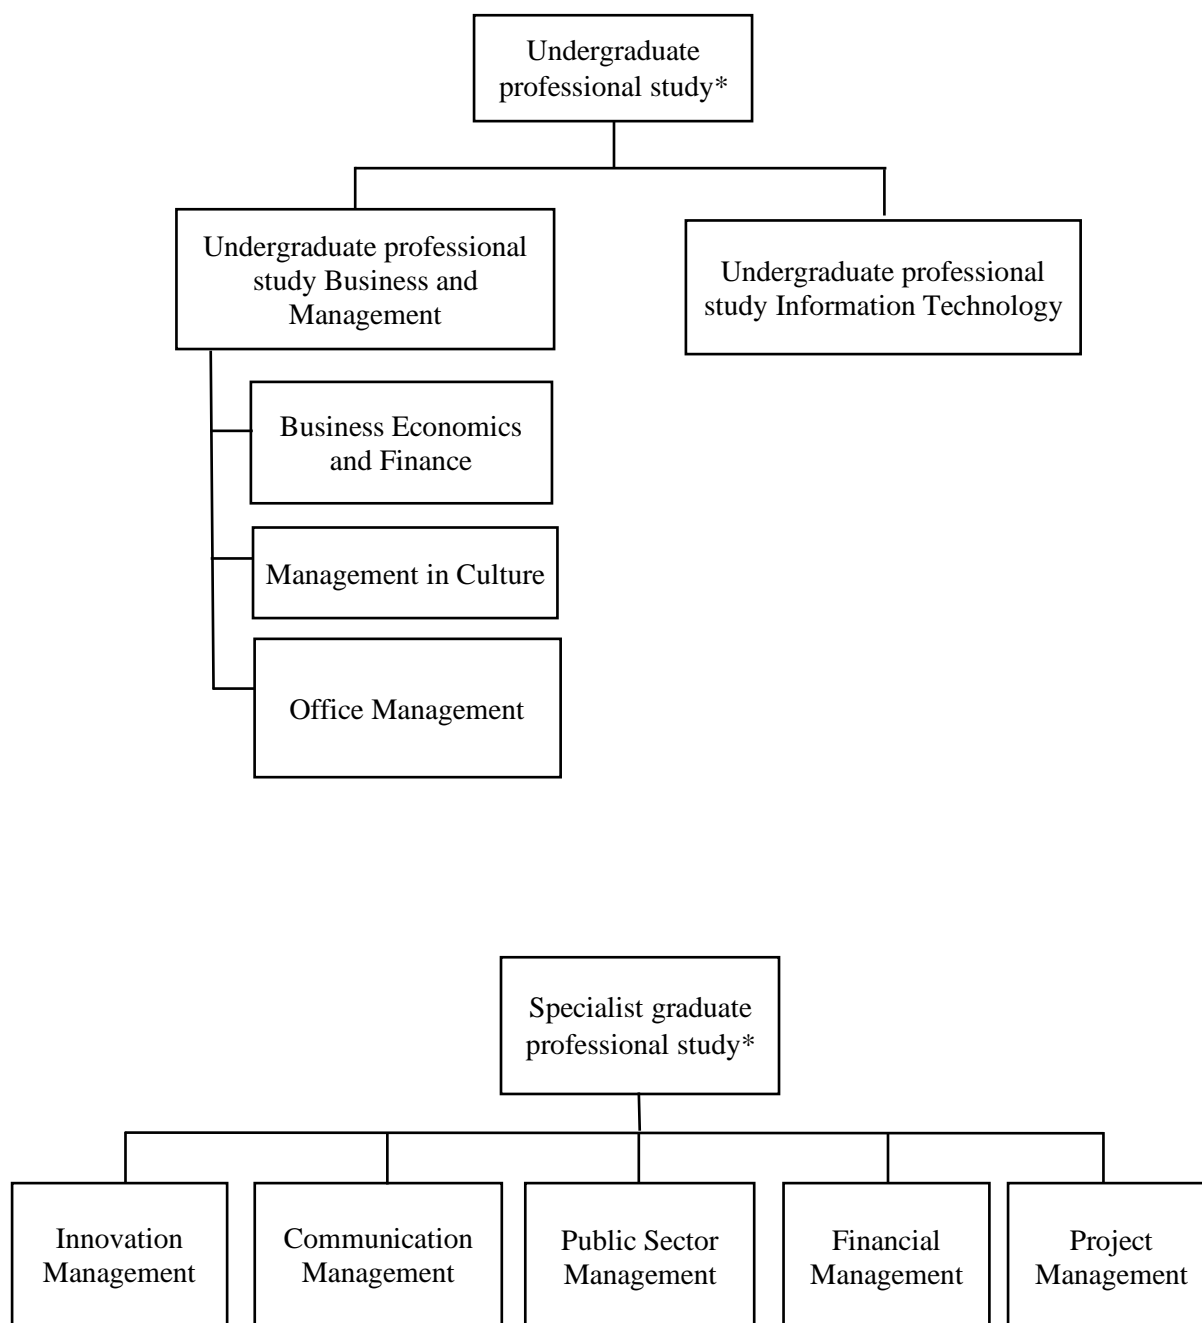 Undergraduate
professional study*
Undergraduate professional
study Business and
Management
Undergraduate professional
study Information Technology
Business Economics
and Finance
Management in Culture
Office Management
Specialist graduate
professional study*
Innovation
Management
Communication
Management
Public Sector
Management
Financial
Management
Project
Management